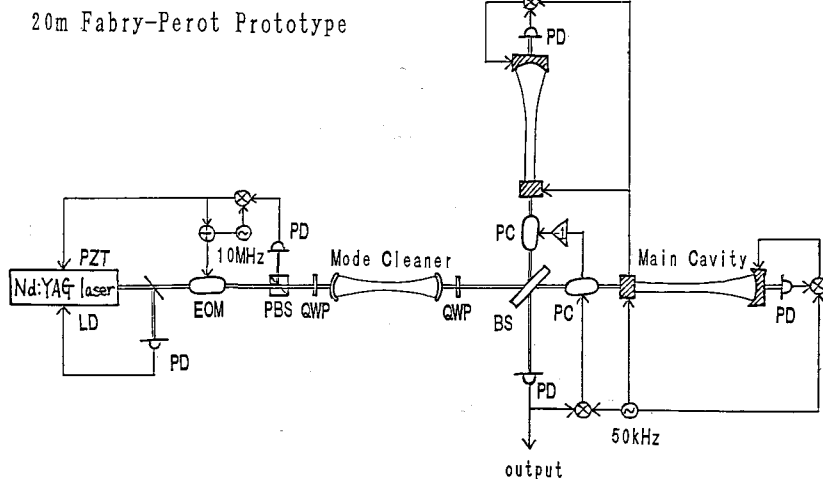 20m Fabry-Perot Prototype
PD
PC
-1
PD
10MHz
Mode Cleaner
Main Cavity
PZT
Nd:YAG laser
LD
EOM
PBS
QWP
QWP
BS
PC
PD
PD
PD
50kHz
output